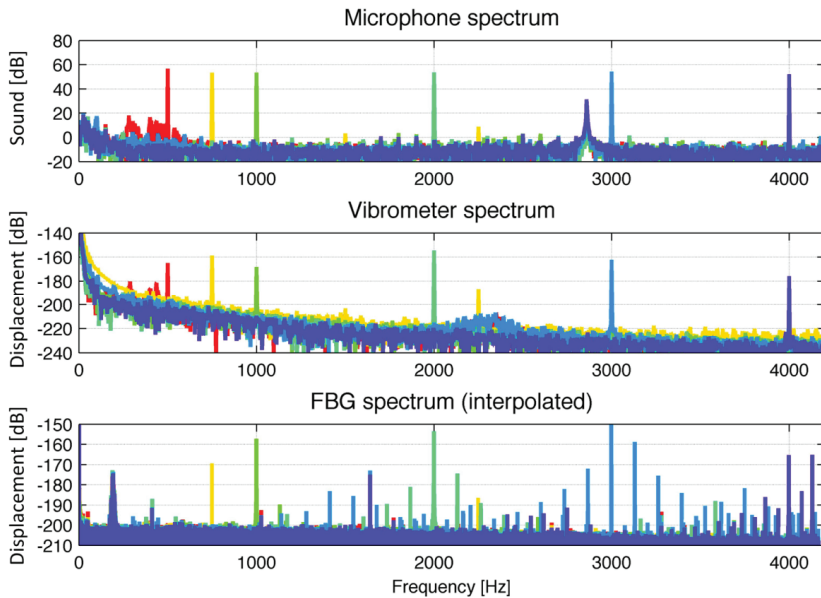 Microphone spectrum
Sound [dB]
80
60
40
20
0
-20
0 1000 2000 3000 4000
Vibrometer spectrum
Displacement [dB]
-140
-160
-180
-200
-220
-240
0 1000 2000 3000 4000
FBG spectrum (interpolated)
Displacement [dB]
-150
-160
-170
-180
-190
-200
-210
0 1000 2000 3000 4000
Frequency [Hz]